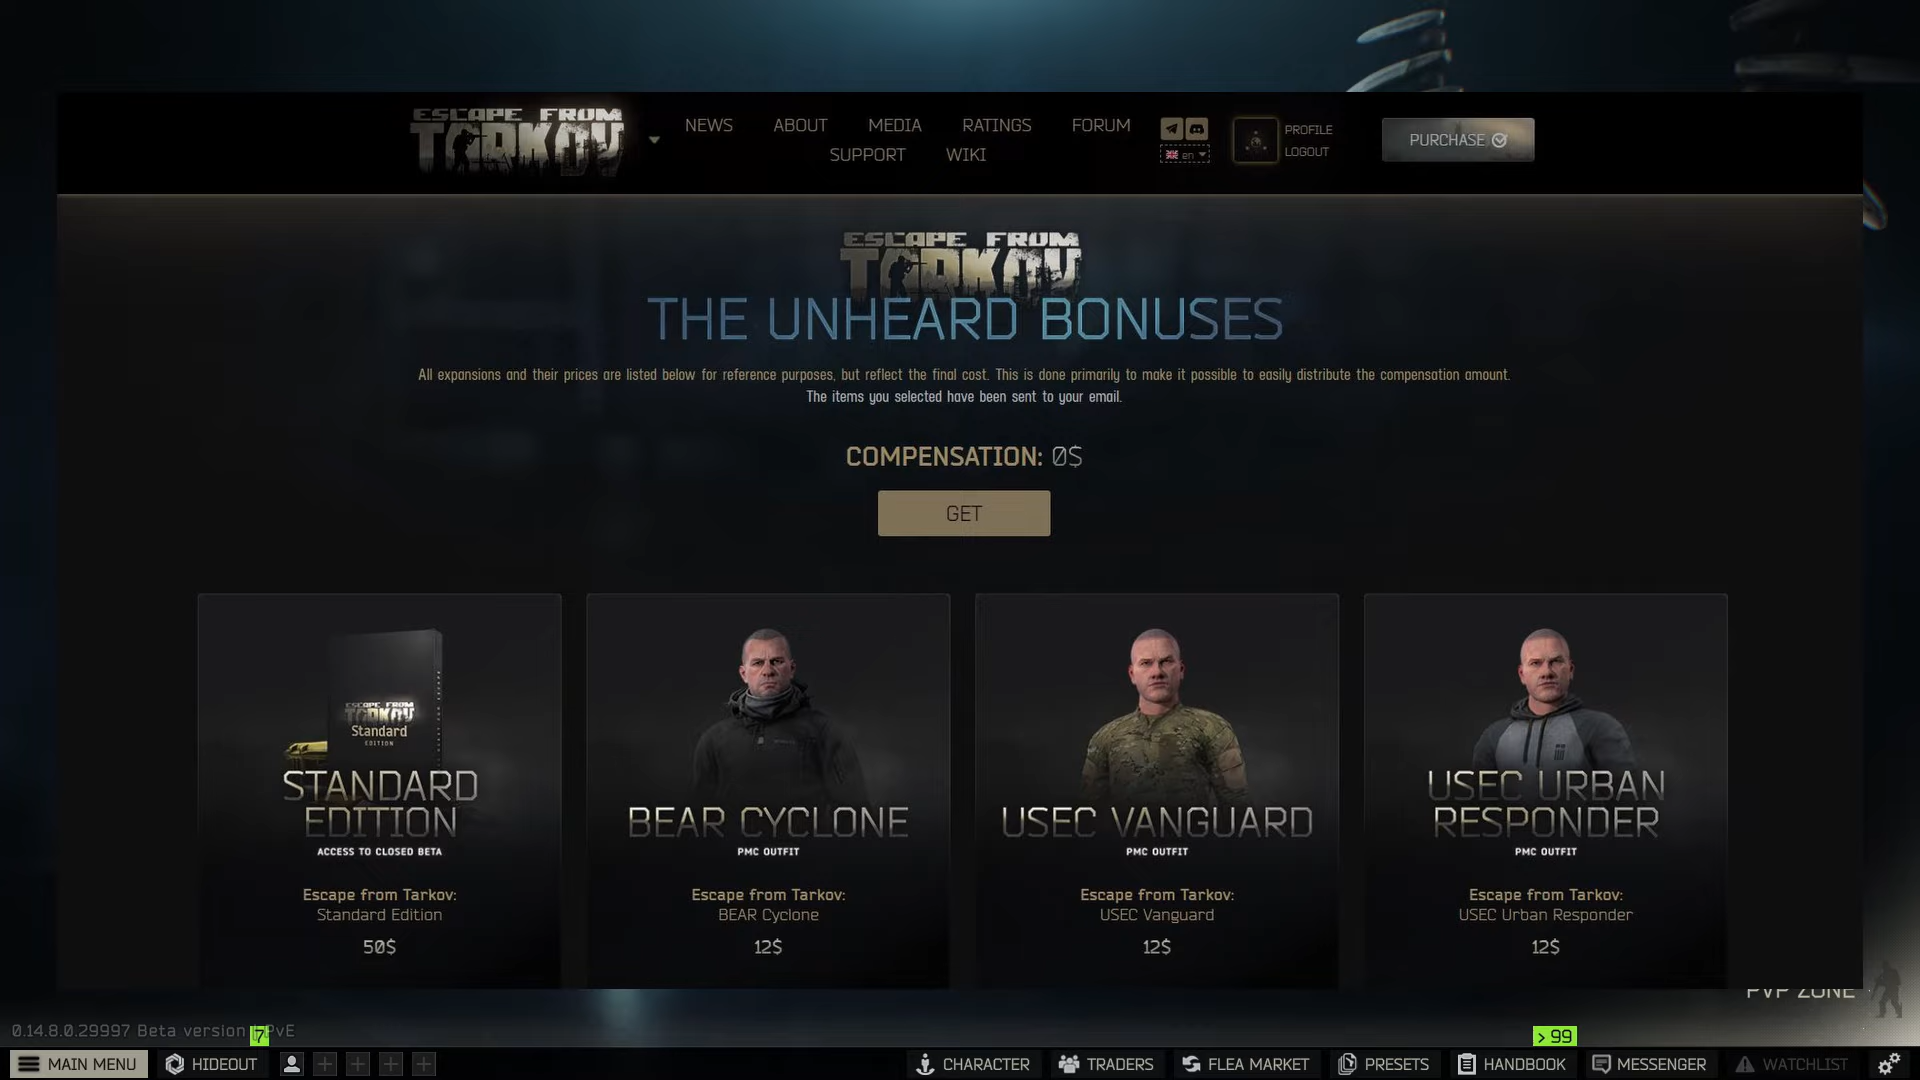 ESCAPE FROM
TARKOV
NEWS ABOUT MEDIA RATINGS FORUM
SUPPORT WIKI
en
PROFILE
LOGOUT
PURCHASE
ESCAPE FROM
TARKOV
THE UNHEARD BONUSES
All expansions and their prices are listed below for reference purposes, but reflect the final cost. This is done primarily to make it possible to easily distribute the compensation amount.
The items you selected have been sent to your email.
COMPENSATION: 0$
GET
ESCAPE FROM
TARKOV
Standard
EDITION
STANDARD
EDITION
ACCESS TO CLOSED BETA
Escape from Tarkov:
Standard Edition
50$
BEAR CYCLONE
PMC OUTFIT
Escape from Tarkov:
BEAR Cyclone
12$
USEC VANGUARD
PMC OUTFIT
Escape from Tarkov:
USEC Vanguard
12$
USEC URBAN
RESPONDER
PMC OUTFIT
Escape from Tarkov:
USEC Urban Responder
12$
PVP ZONE
0.14.8.0.29997 Beta version | PvE
7
> 99
MAIN MENU HIDEOUT CHARACTER TRADERS FLEA MARKET PRESETS HANDBOOK MESSENGER WATCHLIST